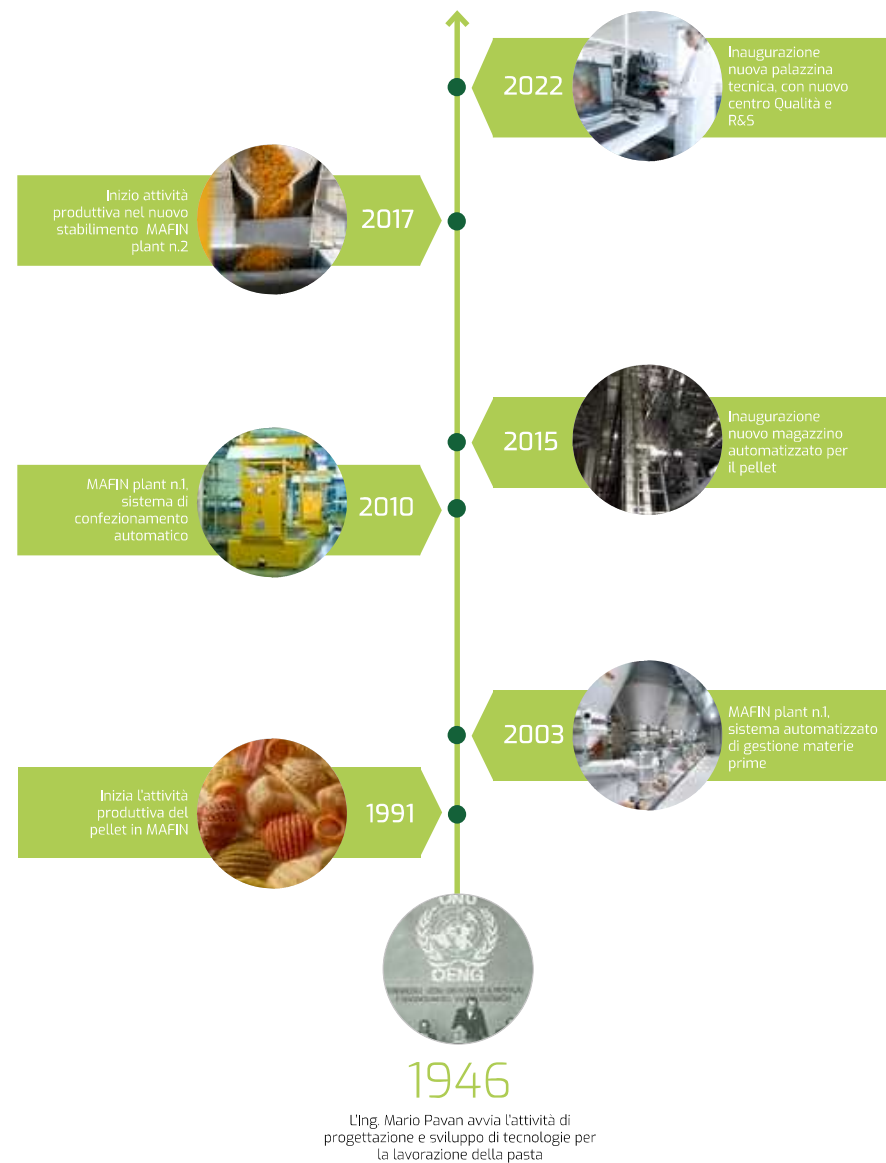 2022
Inaugurazione
nuova palazzina
tecnica, con nuovo
centro Qualità e
R&S
Inizio attività
produttiva nel nuovo
stabilimento MAFIN
plant n.2
2017
2015
Inaugurazione
nuovo magazzino
automatizzato per
il pellet
MAFIN plant n.1,
sistema di
confezionamento
automatico
2010
2003
MAFIN plant n.1,
sistema automatizzato
di gestione materie
prime
Inizia l'attività
produttiva del
pellet in MAFIN
1991
OENG
1946
L'Ing. Mario Pavan avvia l'attività di
progettazione e sviluppo di tecnologie per
la lavorazione della pasta